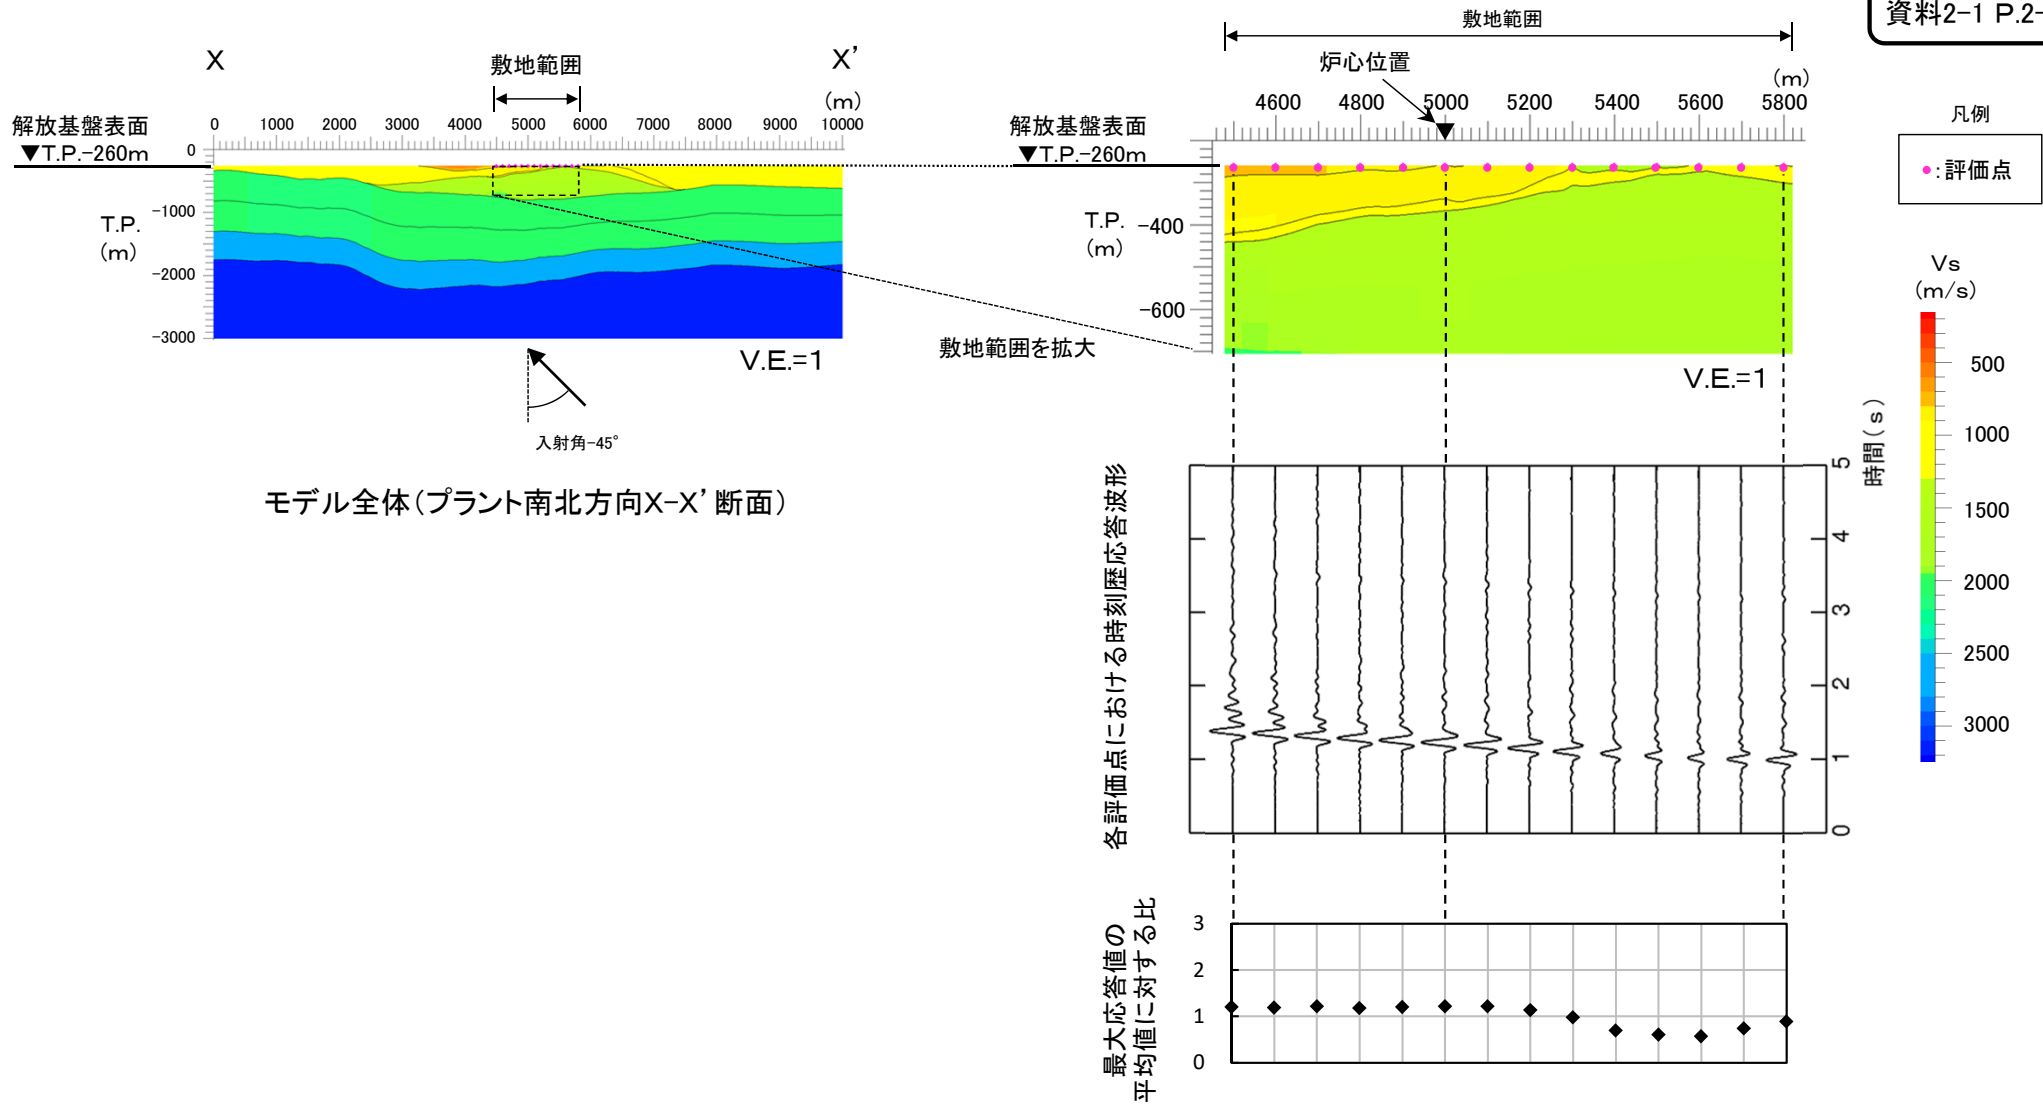 資料2-1 P.2-
X
X’
敷地範囲
(m)
解放基盤表面
▼T.P.-260m
0 1000 2000 3000 4000 5000 6000 7000 8000 9000 10000
0
-1000
-2000
-3000
T.P.
(m)
V.E.=1
入射角-45°
モデル全体(プラント南北方向X-X’断面)
敷地範囲
炉心位置
(m)
4600 4800 5000 5200 5400 5600 5800
解放基盤表面
▼T.P.-260m
T.P.
(m)
-400
-600
敷地範囲を拡大
V.E.=1
凡例
●:評価点
Vs
(m/s)
500
1000
1500
2000
2500
3000
各評価点における時刻歴応答波形
時間(s)
5
4
3
2
1
0
最大応答値の
平均値に対する比
3
2
1
0